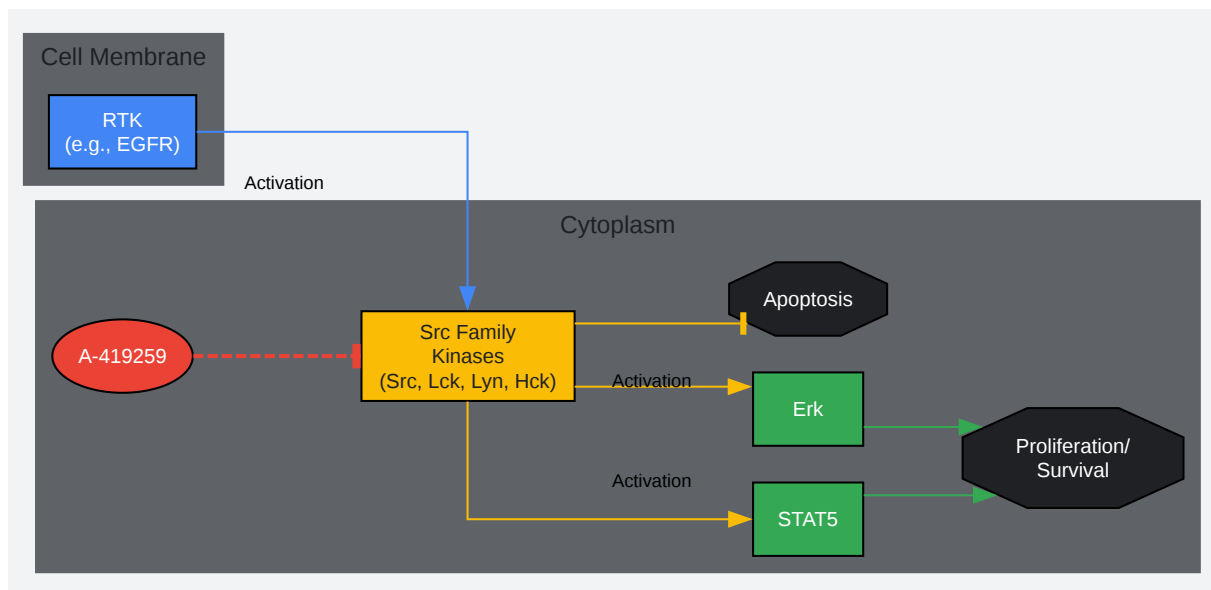 Cell Membrane
RTK
(e.g., EGFR)
Activation
Cytoplasm
A-419259
Src Family
Kinases
(Src, Lck, Lyn, Hck)
Apoptosis
Activation
Erk
Activation
STAT5
Proliferation/
Survival